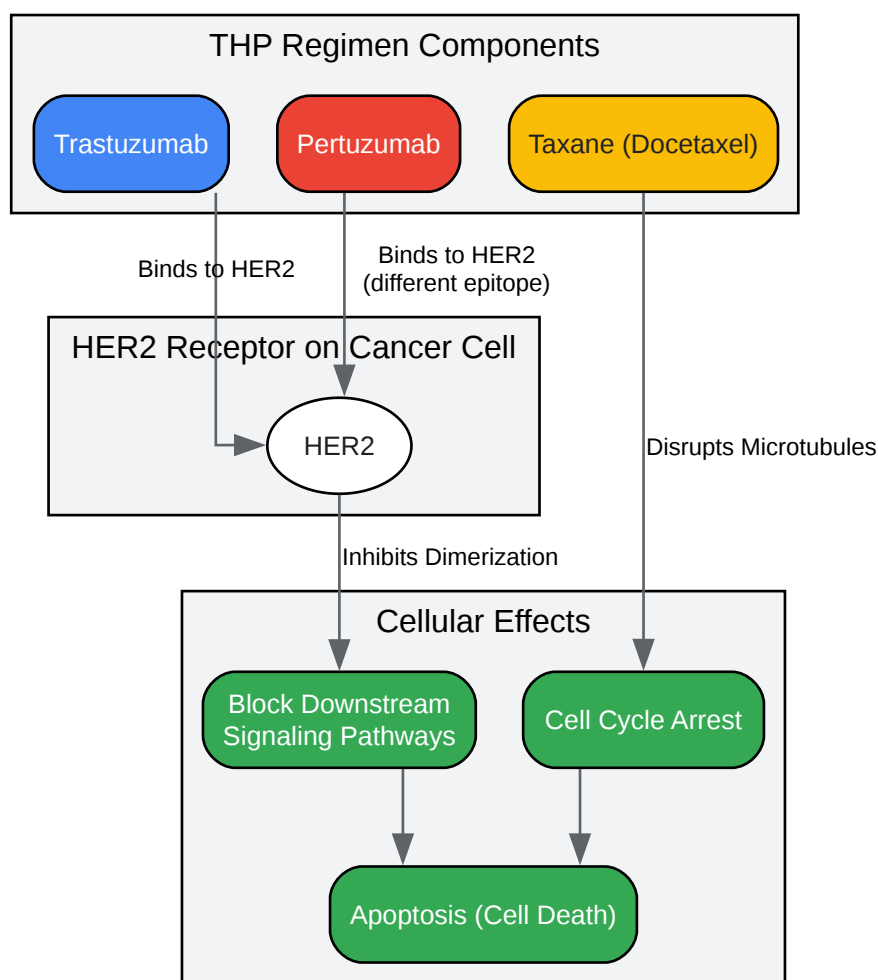 THP Regimen Components
Trastuzumab
Pertuzumab
Taxane (Docetaxel)
Binds to HER2
Binds to HER2
(different epitope)
HER2 Receptor on Cancer Cell
HER2
Disrupts Microtubules
Inhibits Dimerization
Cellular Effects
Block Downstream
Signaling Pathways
Cell Cycle Arrest
Apoptosis (Cell Death)